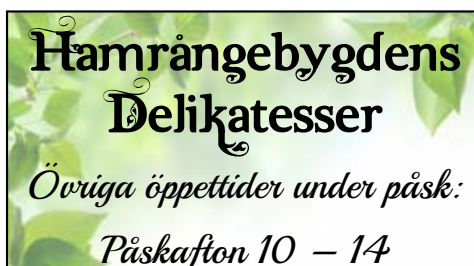 Hamrångebygdens
Delikatesser
Övriga öppettider under påsk:
Påskafton 10 – 14